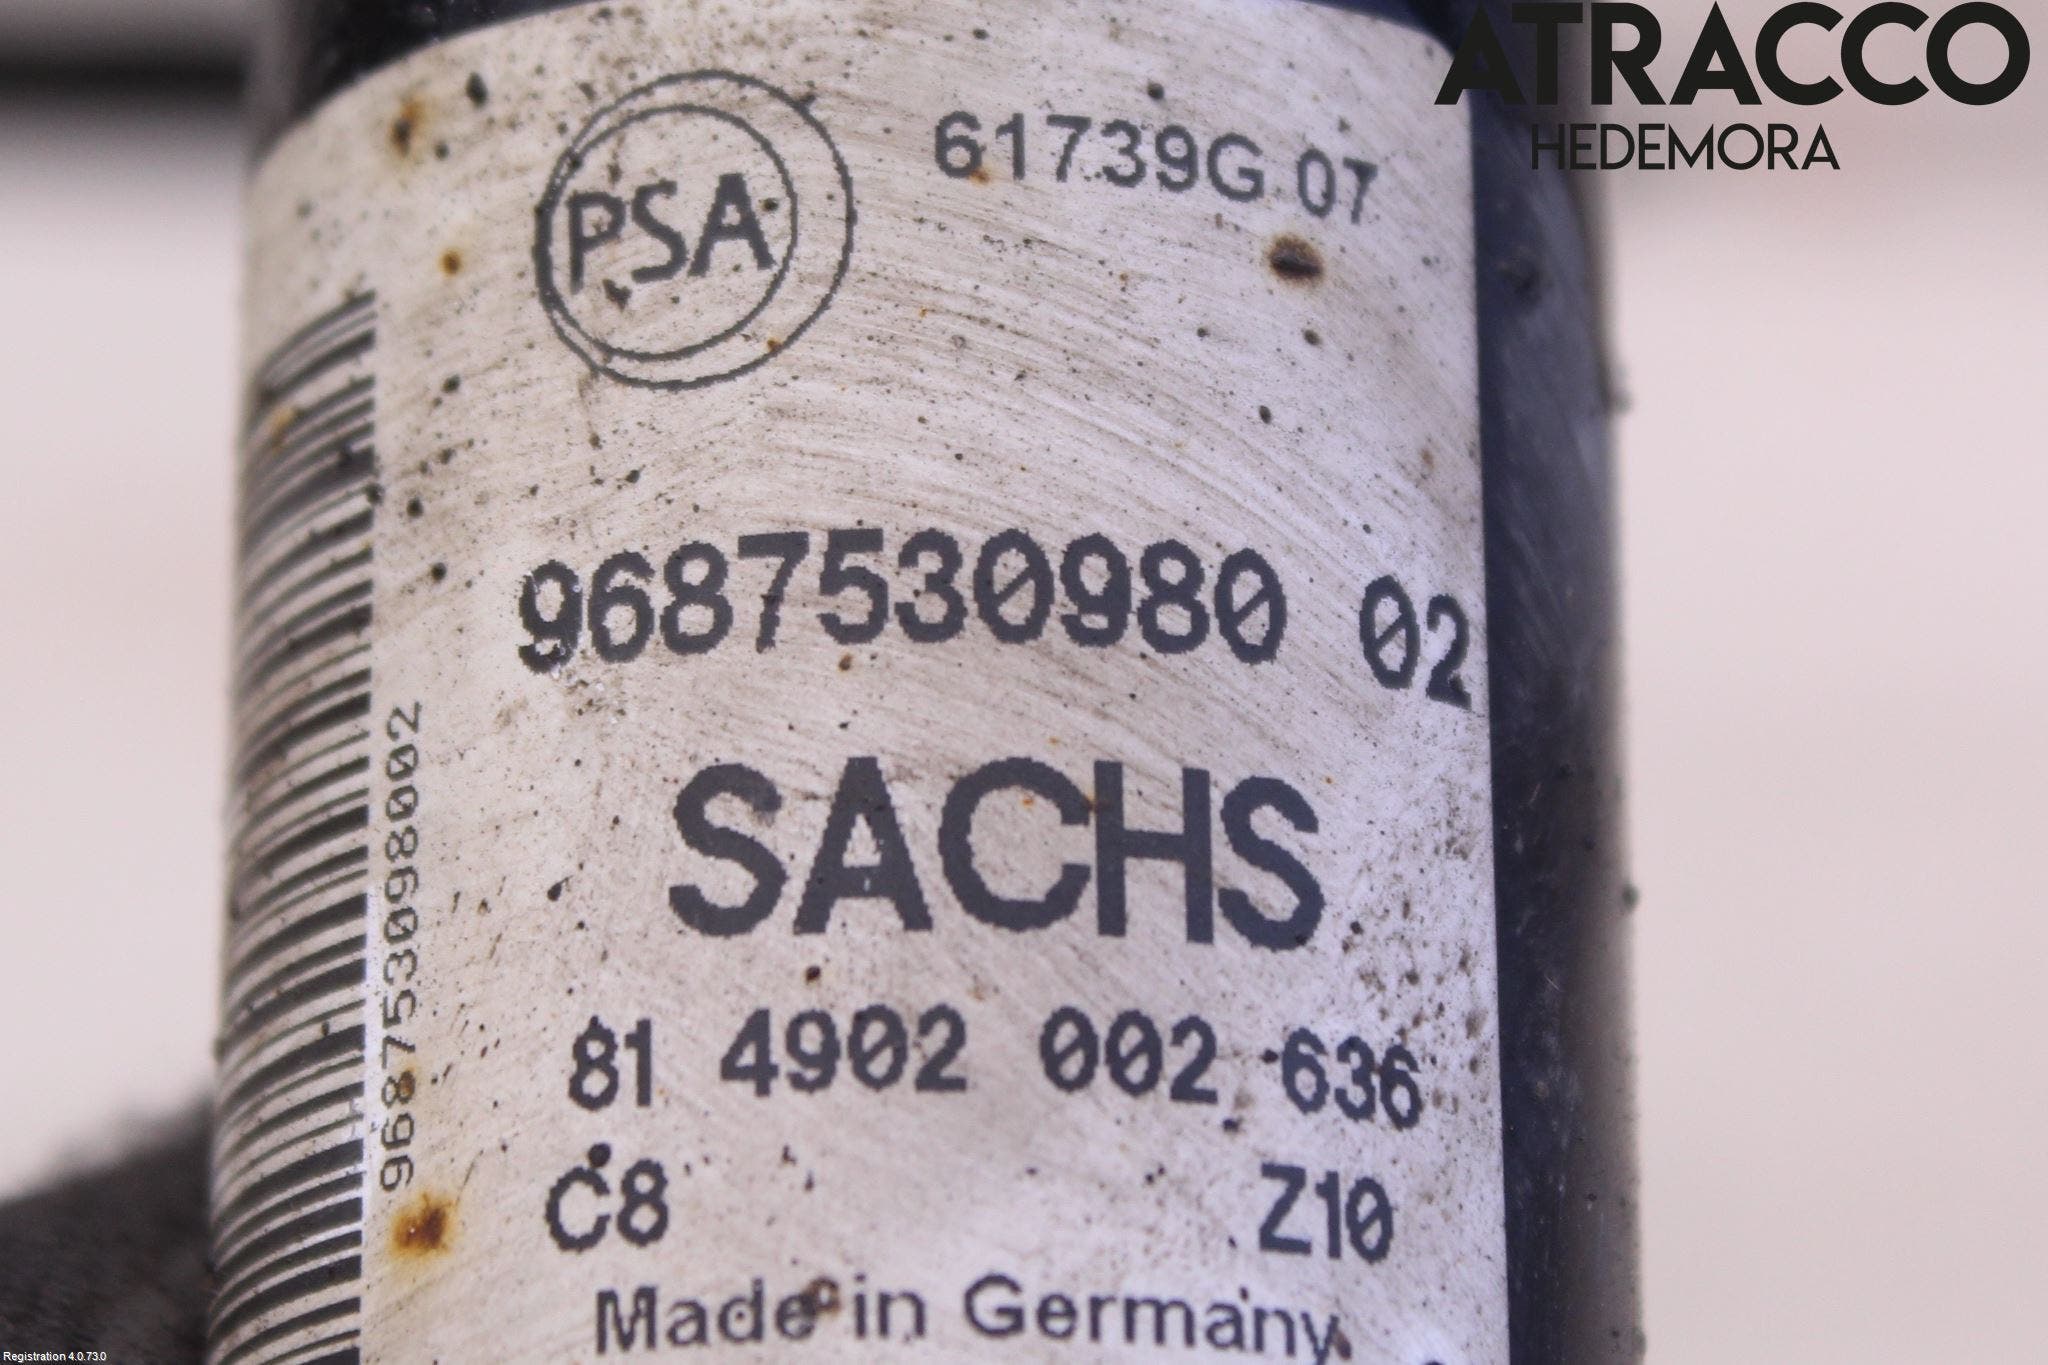 ATRACCO
HEDEMORA
PSA
61739G 07
9687530980 02
968753098002
SACHS
81 4902 002 636
C8 Z10
Made in Germany
Registration 4.0.73.0